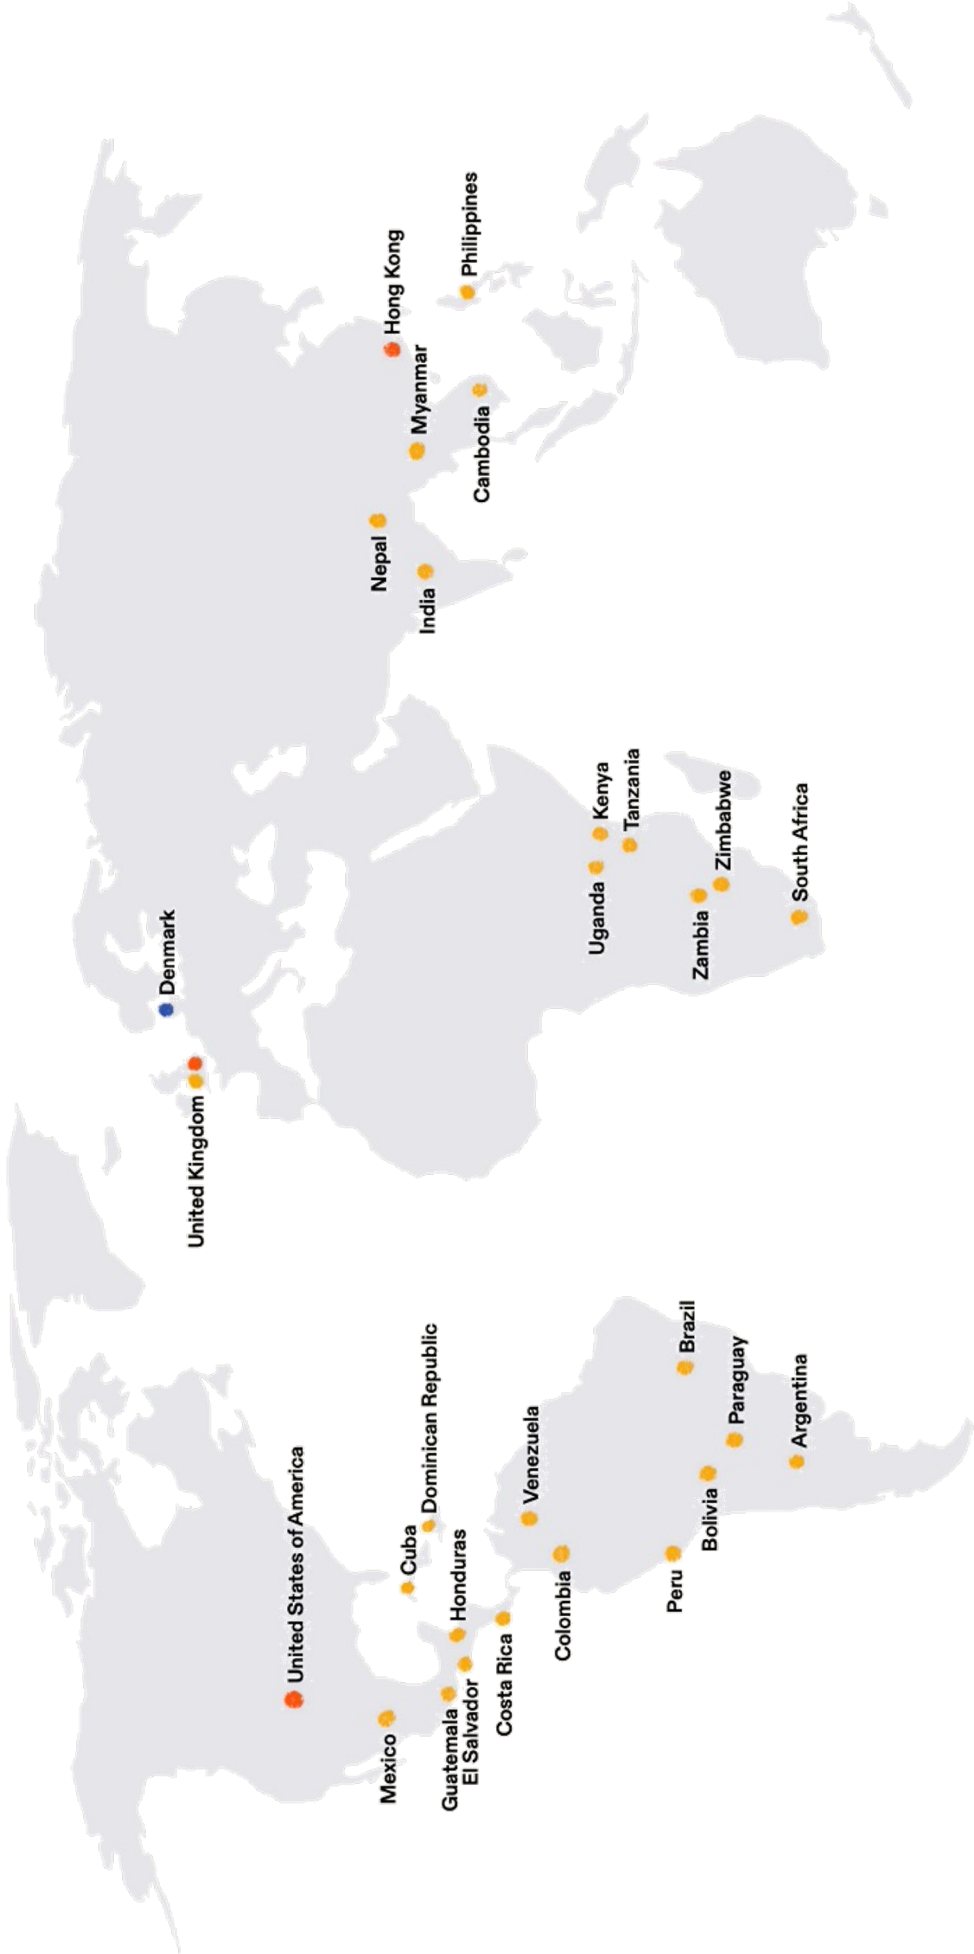 Denmark
United Kingdom
United States of America
Mexico
Cuba
Dominican Republic
Guatemala
Honduras
El Salvador
Costa Rica
Venezuela
Colombia
Peru
Brazil
Bolivia
Paraguay
Argentina
Uganda
Kenya
Tanzania
Zambia
Zimbabwe
South Africa
Nepal
India
Hong Kong
Myanmar
Philippines
Cambodia